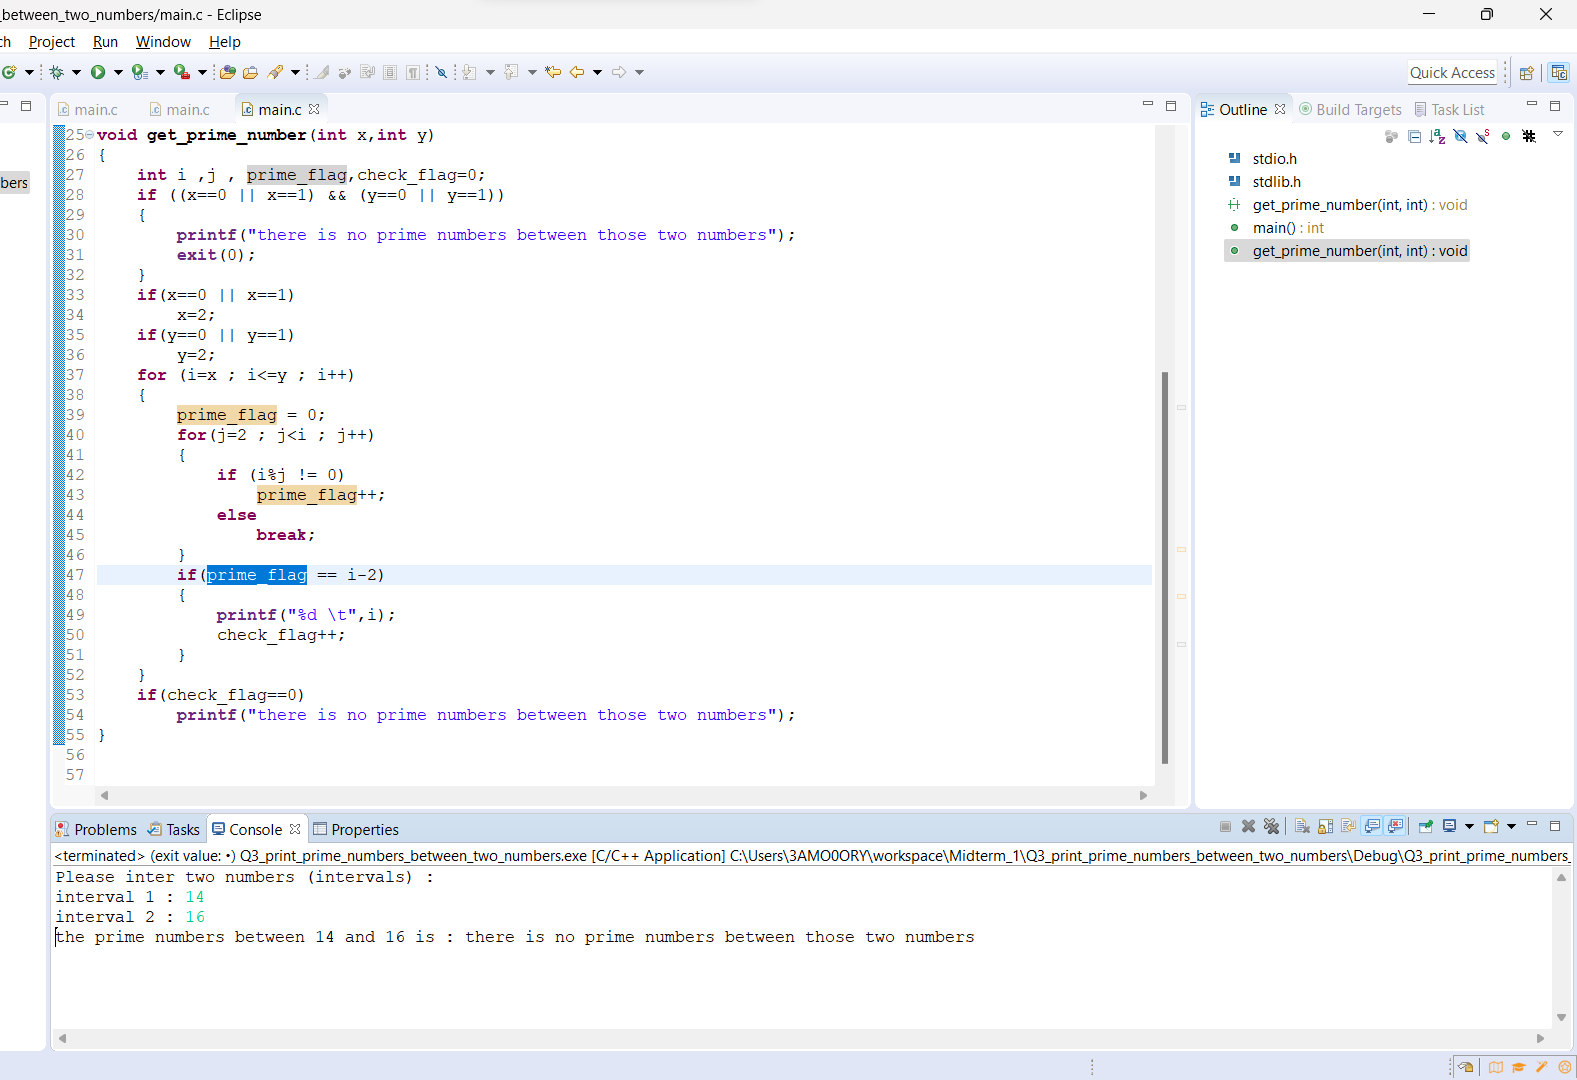 _between_two_numbers/main.c - Eclipse
ch Project Run Window Help
Quick Access
main.c main.c main.c
Outline Build Targets Task List
bers
25 void get_prime_number(int x,int y)
26 {
27 int i ,j , prime_flag,check_flag=0;
28 if ((x==0 || x==1) && (y==0 || y==1))
29 {
30 printf("there is no prime numbers between those two numbers");
31 exit(0);
32 }
33 if(x==0 || x==1)
34 x=2;
35 if(y==0 || y==1)
36 y=2;
37 for (i=x ; i<=y ; i++)
38 {
39 prime_flag = 0;
40 for(j=2 ; j<i ; j++)
41 {
42 if (i%j != 0)
43 prime_flag++;
44 else
45 break;
46 }
47 if(prime_flag == i-2)
48 {
49 printf("%d \t",i);
50 check_flag++;
51 }
52 }
53 if(check_flag==0)
54 printf("there is no prime numbers between those two numbers");
55 }
56
57
stdio.h
stdlib.h
get_prime_number(int, int) : void
main() : int
get_prime_number(int, int) : void
Problems Tasks Console Properties
<terminated> (exit value: •) Q3_print_prime_numbers_between_two_numbers.exe [C/C++ Application] C:\Users\3AMO0ORY\workspace\Midterm_1\Q3_print_prime_numbers_between_two_numbers\Debug\Q3_print_prime_numbers_
Please inter two numbers (intervals) :
interval 1 : 14
interval 2 : 16
the prime numbers between 14 and 16 is : there is no prime numbers between those two numbers